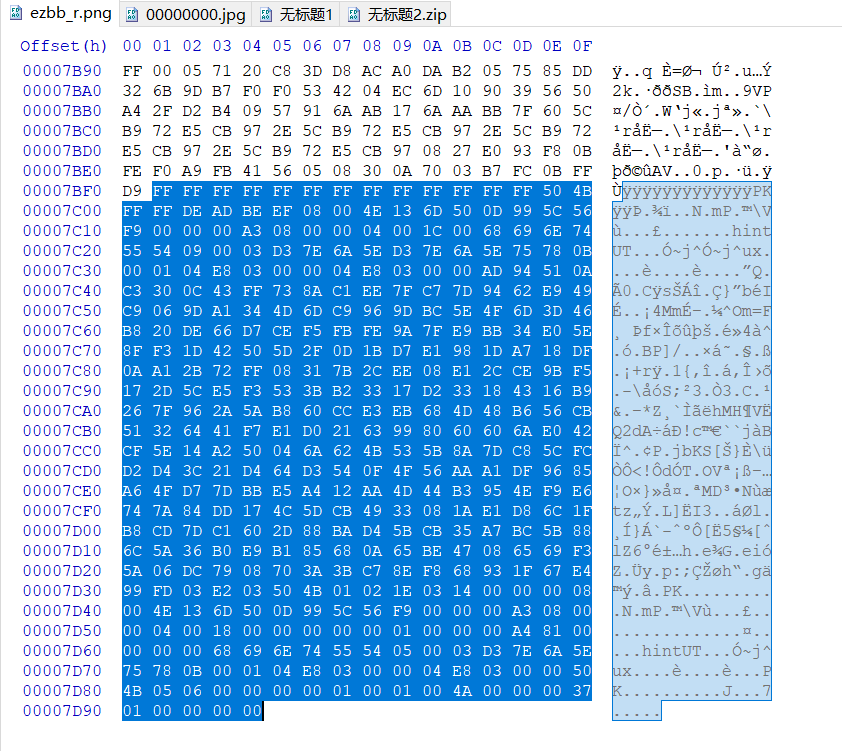 ezbb_r.png 00000000.jpg 无标题1 无标题2.zip
Offset(h) 00 01 02 03 04 05 06 07 08 09 0A 0B 0C 0D 0E 0F
00007B90 FF 00 05 71 20 C8 3D D8 AC A0 DA B2 05 75 85 DD ÿ..q È=Ø¬ Ú².u…Ý
00007BA0 32 6B 9D B7 F0 F0 53 42 04 EC 6D 10 90 39 56 50 2k.·ððSB.ìm..9VP
00007BB0 A4 2F D2 B4 09 57 91 6A AB 17 6A AA BB 7F 60 5C ¤/Ò´.W‘j«.jª».`\
00007BC0 B9 72 E5 CB 97 2E 5C B9 72 E5 CB 97 2E 5C B9 72 ¹råË—.\¹råË—.\¹r
00007BD0 E5 CB 97 2E 5C B9 72 E5 CB 97 08 27 E0 93 F8 0B åË—.\¹råË—.'à“ø.
00007BE0 FE F0 A9 FB 41 56 05 08 30 0A 70 03 B7 FC 0B FF þð©ûAV..0.p.·ü.ÿ
00007BF0 D9 FF FF FF FF FF FF FF FF FF FF FF FF FF 50 4B ÙÿÿÿÿÿÿÿÿÿÿÿÿÿPK
00007C00 FF FF DE AD BE EF 08 00 4E 13 6D 50 0D 99 5C 56 ÿÿÞ.¾ï..N.mP.™\V
00007C10 F9 00 00 00 A3 08 00 00 04 00 1C 00 68 69 6E 74 ù...£.......hint
00007C20 55 54 09 00 03 D3 7E 6A 5E D3 7E 6A 5E 75 78 0B UT...Ó~j^Ó~j^ux.
00007C30 00 01 04 E8 03 00 00 04 E8 03 00 00 AD 94 51 0A ...è....è....”Q.
00007C40 C3 30 0C 43 FF 73 8A C1 EE 7F C7 7D 94 62 E9 49 Ã0.CÿsŠÁî.Ç}”béI
00007C50 C9 06 9D A1 34 4D 6D C9 96 9D BC 5E 4F 6D 3D 46 É..¡4MmÉ–.¼^Om=F
00007C60 B8 20 DE 66 D7 CE F5 FB FE 9A 7F E9 BB 34 E0 5E ¸ Þf×Îõûþš.é»4à^
00007C70 8F F3 1D 42 50 5D 2F 0D 1B D7 E1 98 1D A7 18 DF .ó.BP]/..×á˜.§.ß
00007C80 0A A1 2B 72 FF 08 31 7B 2C EE 08 E1 2C CE 9B F5 .¡+rÿ.1{,î.á,Î›õ
00007C90 17 2D 5C E5 F3 53 3B B2 33 17 D2 33 18 43 16 B9 .-\åóS;²3.Ò3.C.¹
00007CA0 26 7F 96 2A 5A B8 60 CC E3 EB 68 4D 48 B6 56 CB &.–*Z¸`ÌãëhMH¶VË
00007CB0 51 32 64 41 F7 E1 D0 21 63 99 80 60 60 6A E0 42 Q2dA÷áÐ!c™€``jàB
00007CC0 CF 5E 14 A2 50 04 6A 62 4B 53 5B 8A 7D C8 5C FC Ï^.¢P.jbKS[Š}È\ü
00007CD0 D2 D4 3C 21 D4 64 D3 54 0F 4F 56 AA A1 DF 96 85 ÒÔ<!ÔdÓT.OVª¡ß–…
00007CE0 A6 4F D7 7D BB E5 A4 12 AA 4D 44 B3 95 4E F9 E6 ¦O×}»å¤.ªMD³•Nùæ
00007CF0 74 7A 84 DD 17 4C 5D CB 49 33 08 1A E1 D8 6C 1F tz„Ý.L]ËI3..áØl.
00007D00 B8 CD 7D C1 60 2D 88 BA D4 5B CB 35 A7 BC 5B 88 ¸Í}Á`-ˆºÔ[Ë5§¼[ˆ
00007D10 6C 5A 36 B0 E9 B1 85 68 0A 65 BE 47 08 65 69 F3 lZ6°é±…h.e¾G.eió
00007D20 5A 06 DC 79 08 70 3A 3B C7 8E F8 68 93 1F 67 E4 Z.Üy.p:;ÇŽøh“.gä
00007D30 99 FD 03 E2 03 50 4B 01 02 1E 03 14 00 00 00 08 ™ý.â.PK.........
00007D40 00 4E 13 6D 50 0D 99 5C 56 F9 00 00 00 A3 08 00 .N.mP.™\Vù...£..
00007D50 00 04 00 18 00 00 00 00 00 01 00 00 00 A4 81 00 .............¤..
00007D60 00 00 00 68 69 6E 74 55 54 05 00 03 D3 7E 6A 5E ...hintUT...Ó~j^
00007D70 75 78 0B 00 01 04 E8 03 00 00 04 E8 03 00 00 50 ux....è....è...P
00007D80 4B 05 06 00 00 00 00 01 00 01 00 4A 00 00 00 37 K..........J...7
00007D90 01 00 00 00 00 .....